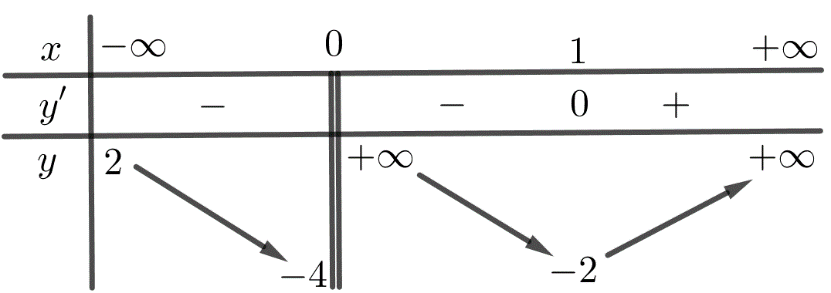 x −∞ 0 1 +∞
y′ − − 0 +
y 2 +∞ +∞
−4 −2